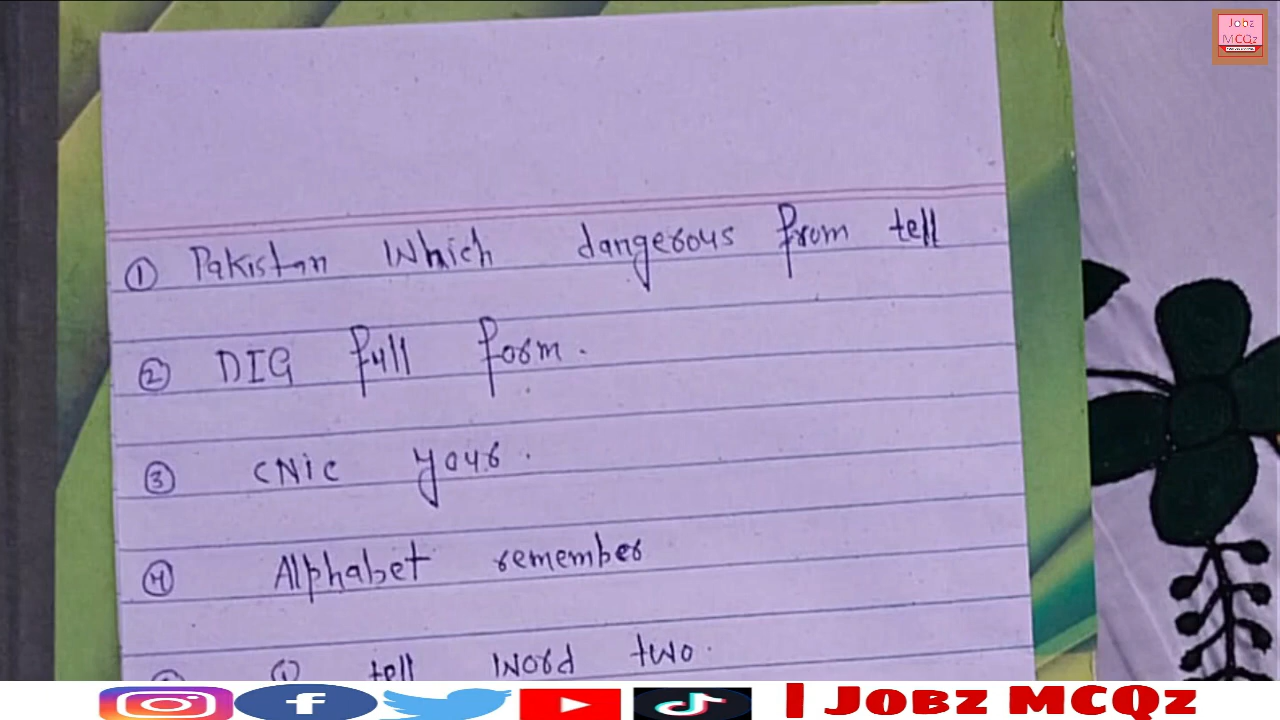 Jobz
MCQz
① Pakistan Which dangerous from tell
② DIG full form.
③ CNIC your.
④ Alphabet remember
tell word two.
| Jobz MCQz